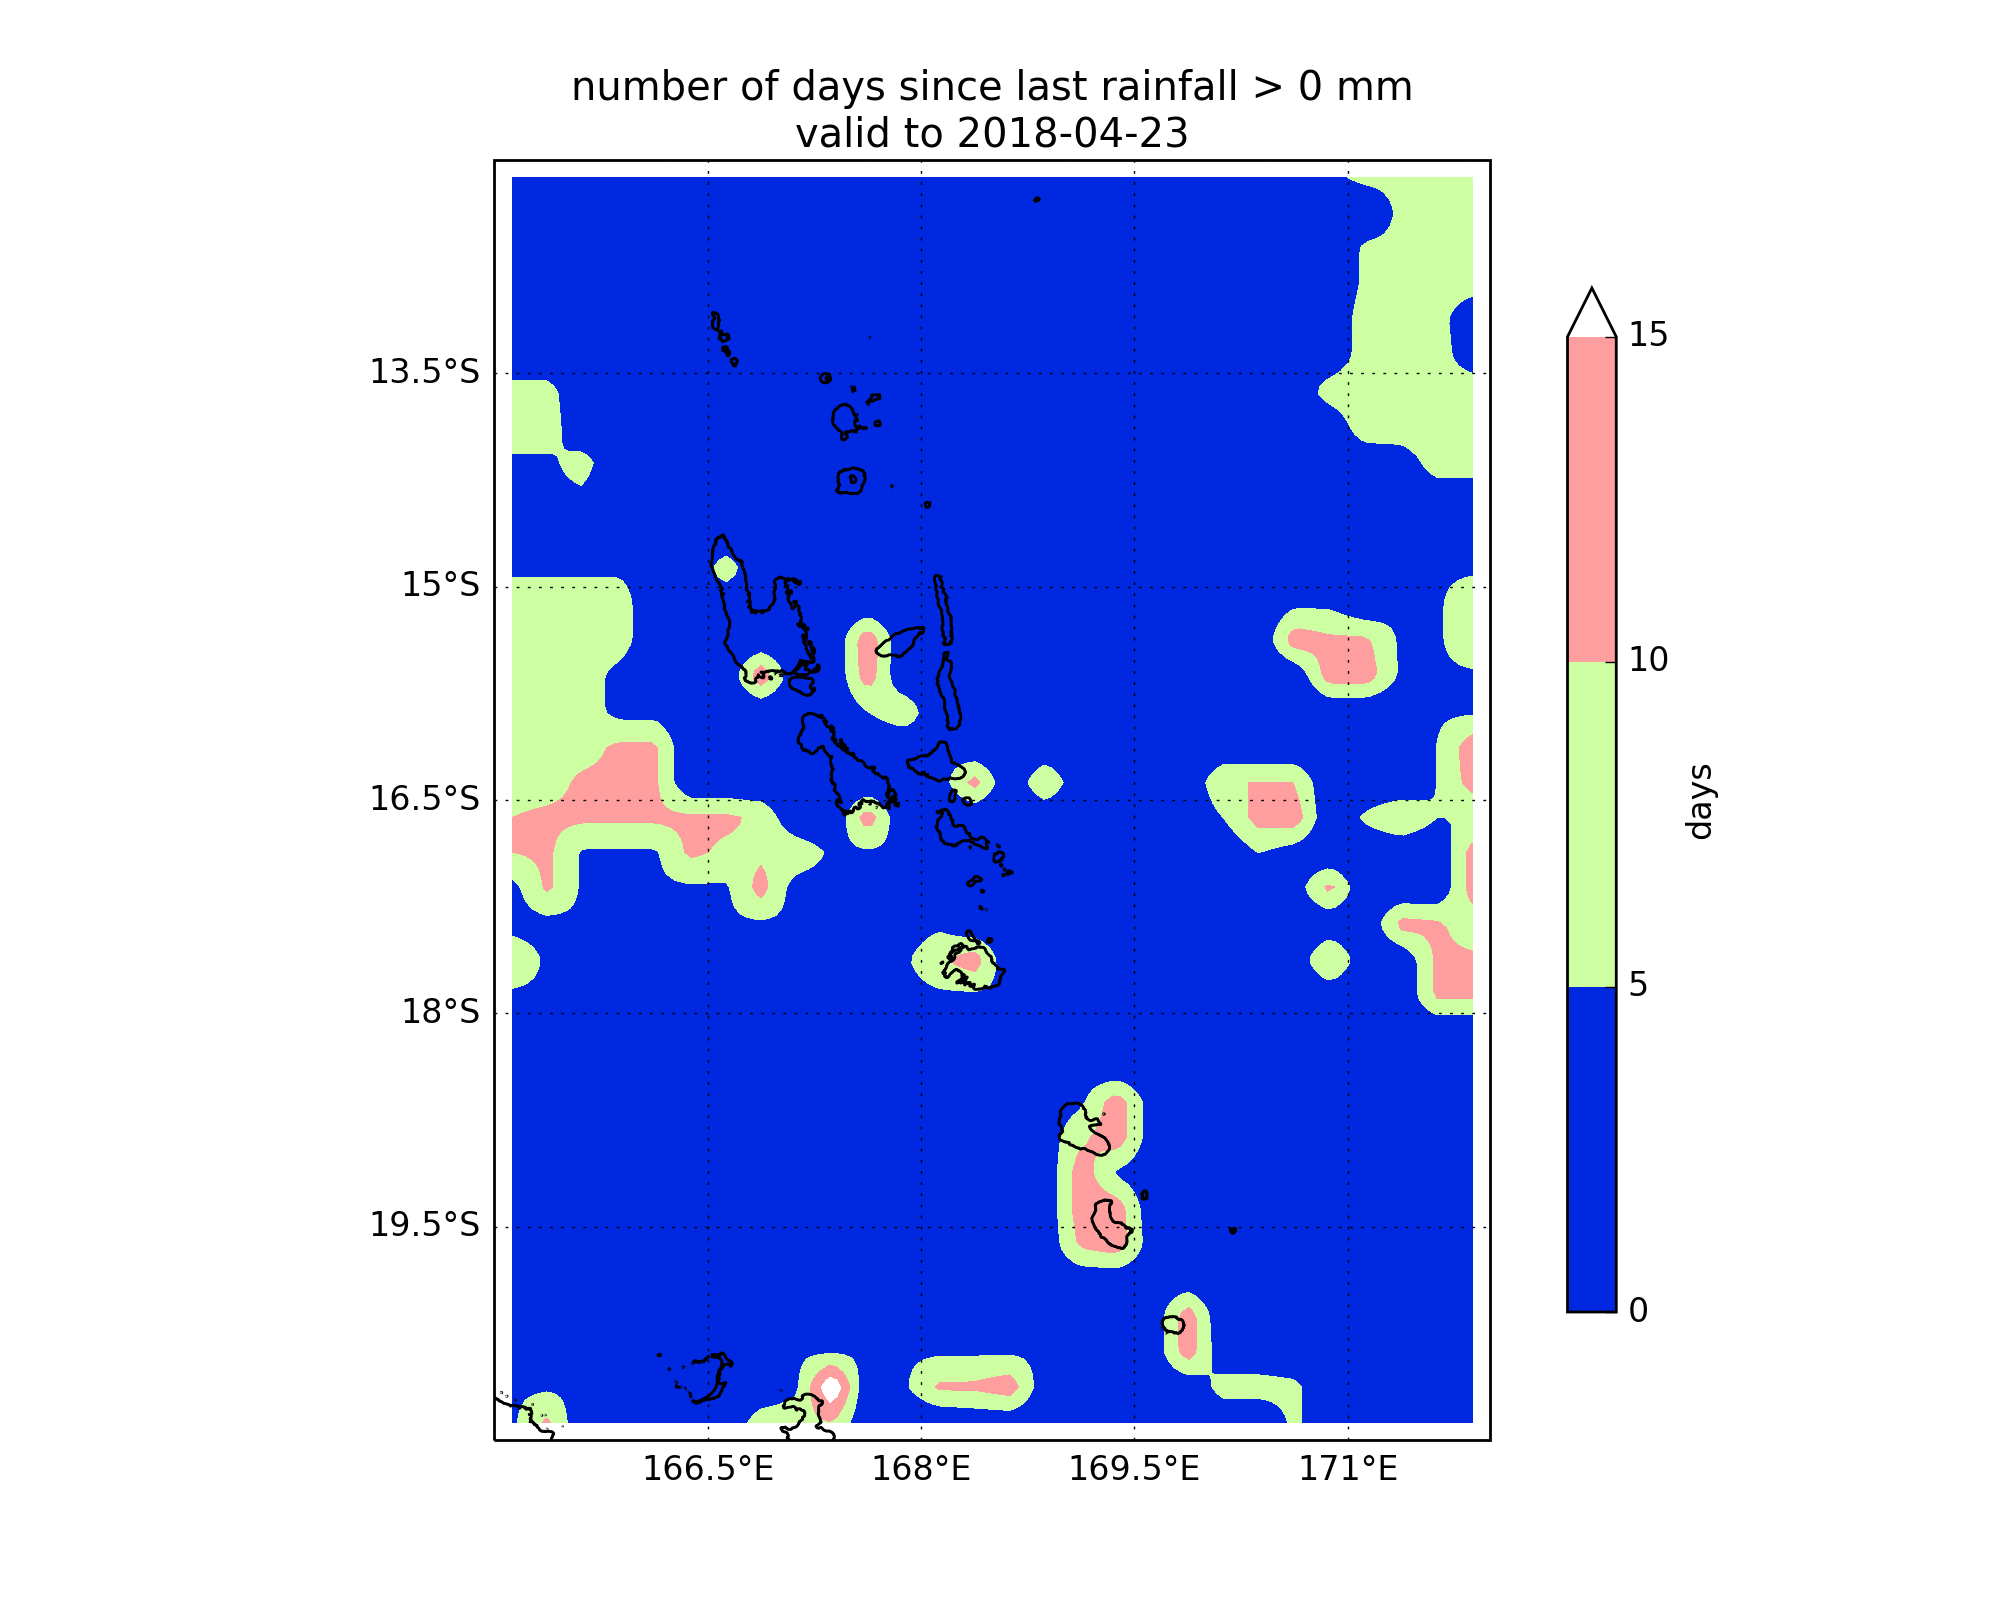 number of days since last rainfall > 0 mm
valid to 2018-04-23
13.5°S
15°S
16.5°S
18°S
19.5°S
166.5°E
168°E
169.5°E
171°E
15
10
5
0
days